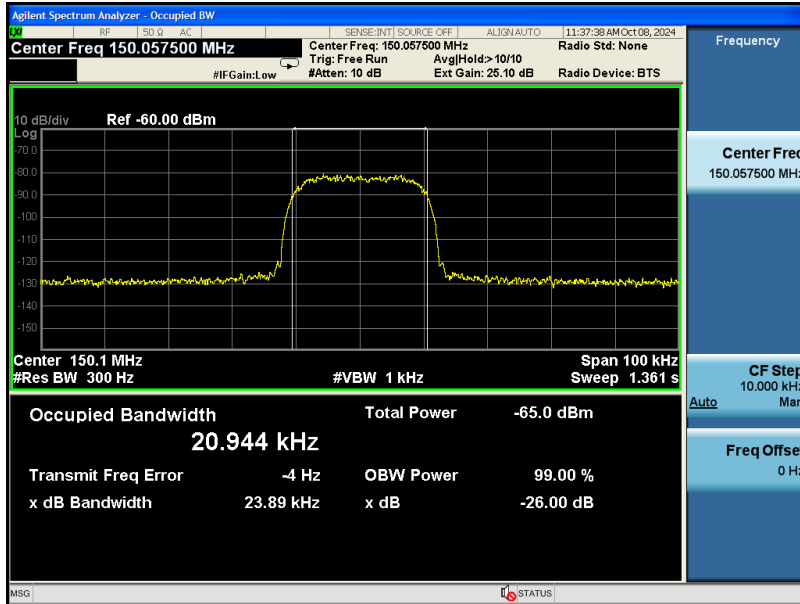 Agilent Spectrum Analyzer - Occupied BW
LXI RF 50 Ω AC SENSE:INT SOURCE OFF ALIGN AUTO 11:37:38 AM Oct 08, 2024
Center Freq 150.057500 MHz
Center Freq: 150.057500 MHz Radio Std: None
Trig: Free Run Avg|Hold:>10/10
#IFGain:Low #Atten: 10 dB Ext Gain: 25.10 dB Radio Device: BTS
10 dB/div Ref -60.00 dBm
Log
-70.0
-80.0
-90.0
-100
-110
-120
-130
-140
-150
Center 150.1 MHz Span 100 kHz
#Res BW 300 Hz #VBW 1 kHz Sweep 1.361 s
Occupied Bandwidth Total Power -65.0 dBm
20.944 kHz
Transmit Freq Error -4 Hz OBW Power 99.00 %
x dB Bandwidth 23.89 kHz x dB -26.00 dB
Frequency
Center Freq
150.057500 MHz
CF Step
10.000 kHz
Auto Man
Freq Offset
0 Hz
MSG STATUS